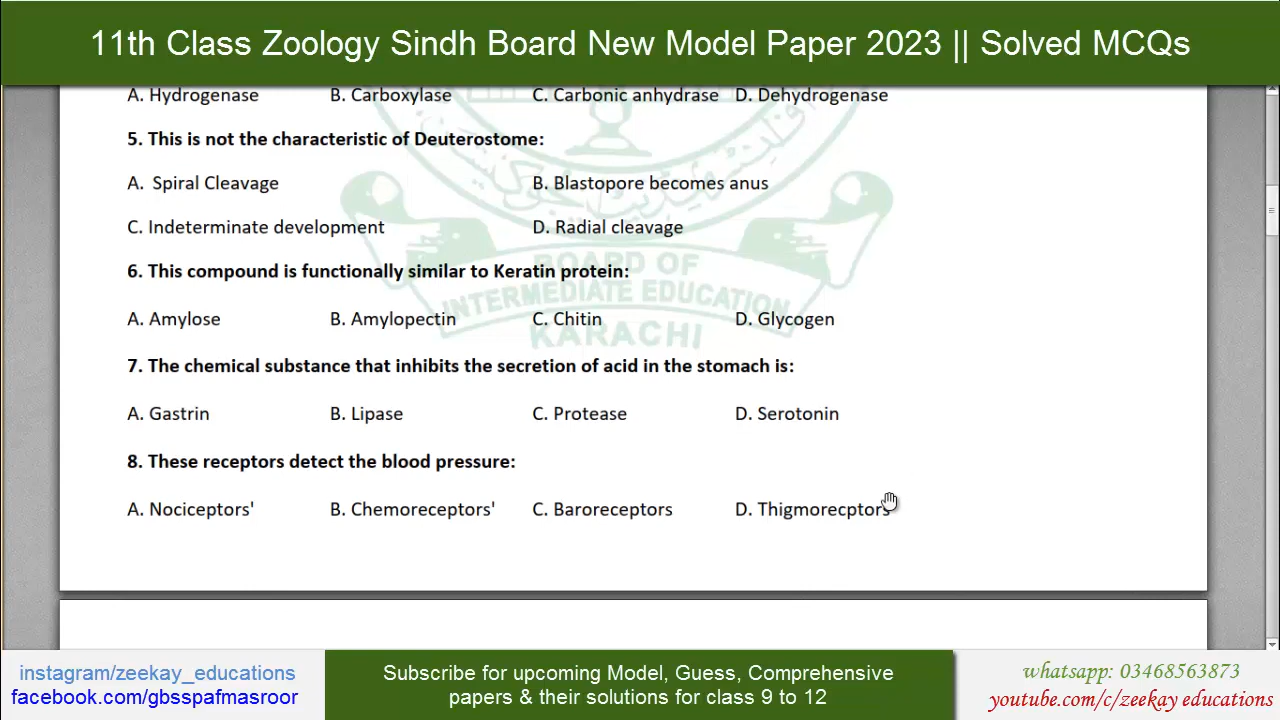 11th Class Zoology Sindh Board New Model Paper 2023 || Solved MCQs
A. Hydrogenase B. Carboxylase C. Carbonic anhydrase D. Dehydrogenase
5. This is not the characteristic of Deuterostome:
A. Spiral Cleavage B. Blastopore becomes anus
C. Indeterminate development D. Radial cleavage
6. This compound is functionally similar to Keratin protein:
A. Amylose B. Amylopectin C. Chitin D. Glycogen
7. The chemical substance that inhibits the secretion of acid in the stomach is:
A. Gastrin B. Lipase C. Protease D. Serotonin
8. These receptors detect the blood pressure:
A. Nociceptors' B. Chemoreceptors' C. Baroreceptors D. Thigmorecptors
BOARD OF
INTERMEDIATE EDUCATION
KARACHI
instagram/zeekay_educations
facebook.com/gbsspafmasroor
Subscribe for upcoming Model, Guess, Comprehensive
papers & their solutions for class 9 to 12
whatsapp: 03468563873
youtube.com/c/zeekay educations